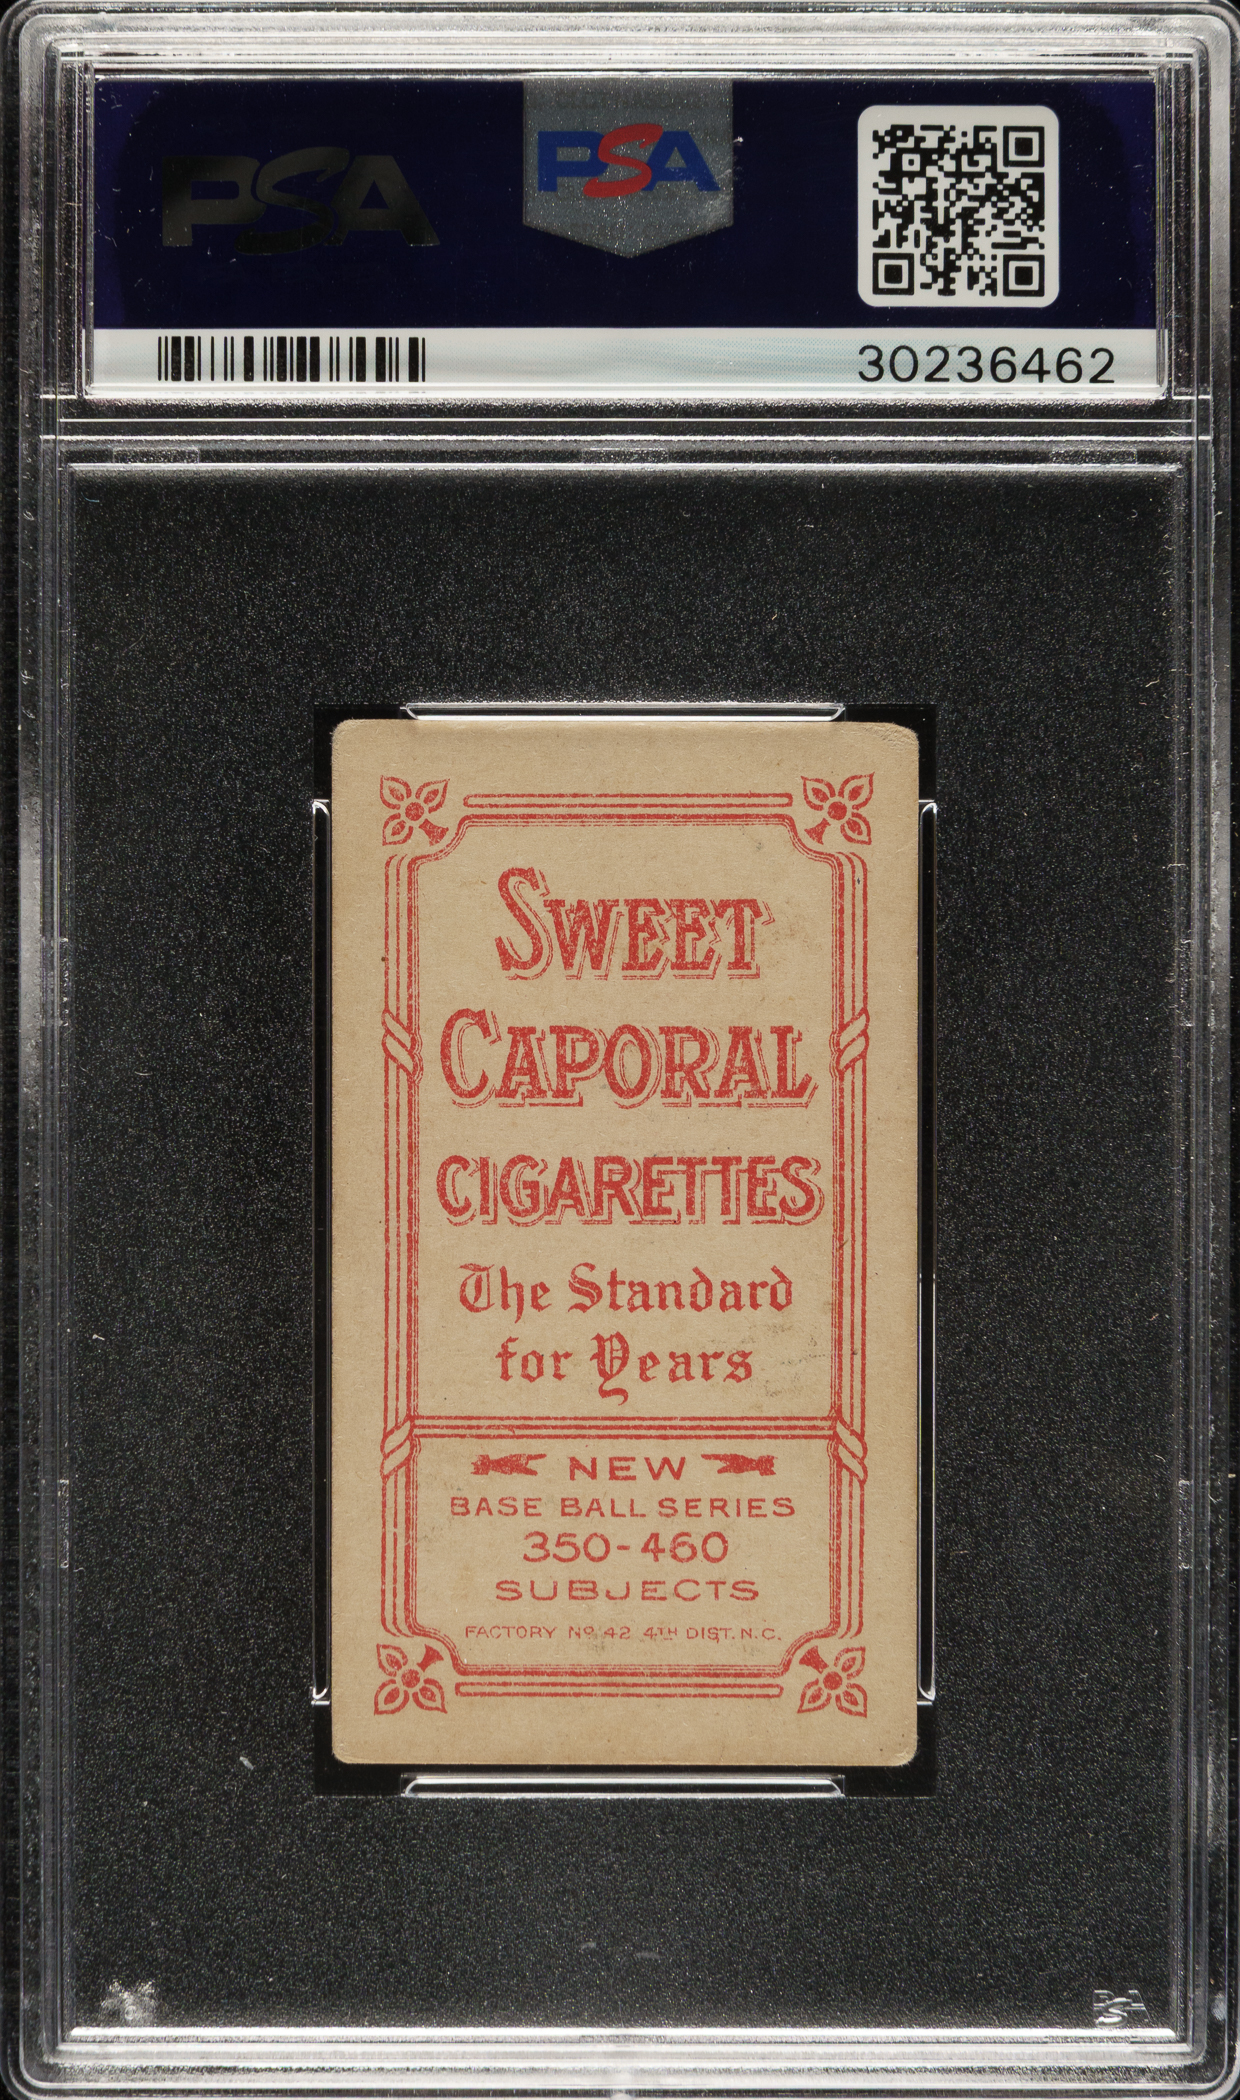 PSA
PSA
30236462
SWEET
CAPORAL
CIGARETTES
The Standard
for Years
NEW
BASE BALL SERIES
350-460
SUBJECTS
FACTORY No 42 4TH DIST. N.C.
PSA